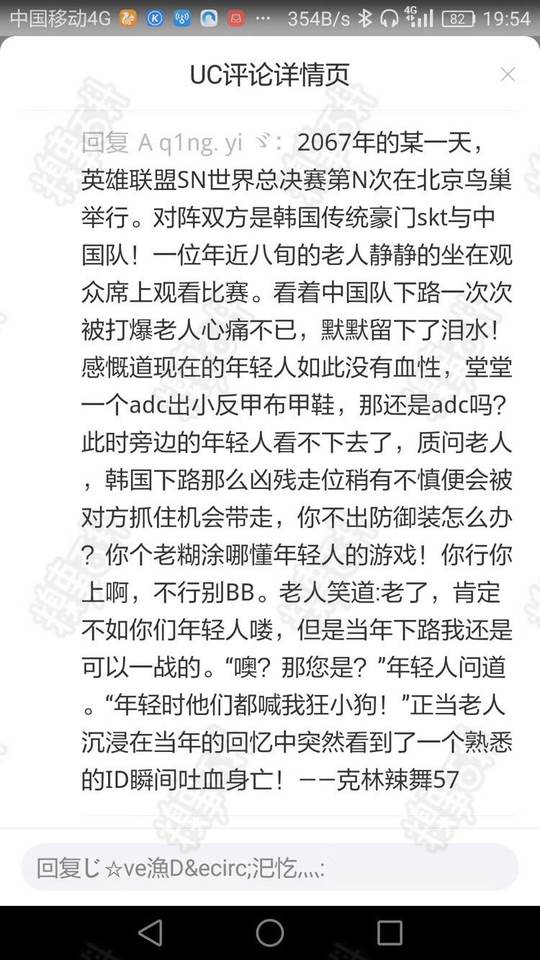 中国移动4G ... 354B/s 4G 82 19:54
UC评论详情页
回复 A q1ng. yi ヾ：2067年的某一天，
英雄联盟SN世界总决赛第N次在北京鸟巢
举行。对阵双方是韩国传统豪门skt与中
国队！一位年近八旬的老人静静的坐在观
众席上观看比赛。看着中国队下路一次次
被打爆老人心痛不已，默默留下了泪水！
感慨道现在的年轻人如此没有血性，堂堂
一个adc出小反甲布甲鞋，那还是adc吗？
此时旁边的年轻人看不下去了，质问老人
，韩国下路那么凶残走位稍有不慎便会被
对方抓住机会带走，你不出防御装怎么办
？你个老糊涂哪懂年轻人的游戏！你行你
上啊，不行别BB。老人笑道:老了，肯定
不如你们年轻人喽，但是当年下路我还是
可以一战的。“噢？那您是？”年轻人问道
。“年轻时他们都喊我狂小狗！”正当老人
沉浸在当年的回忆中突然看到了一个熟悉
的ID瞬间吐血身亡！——克林辣舞57
回复じ☆ve漁D&ecirc;汜忔灬: